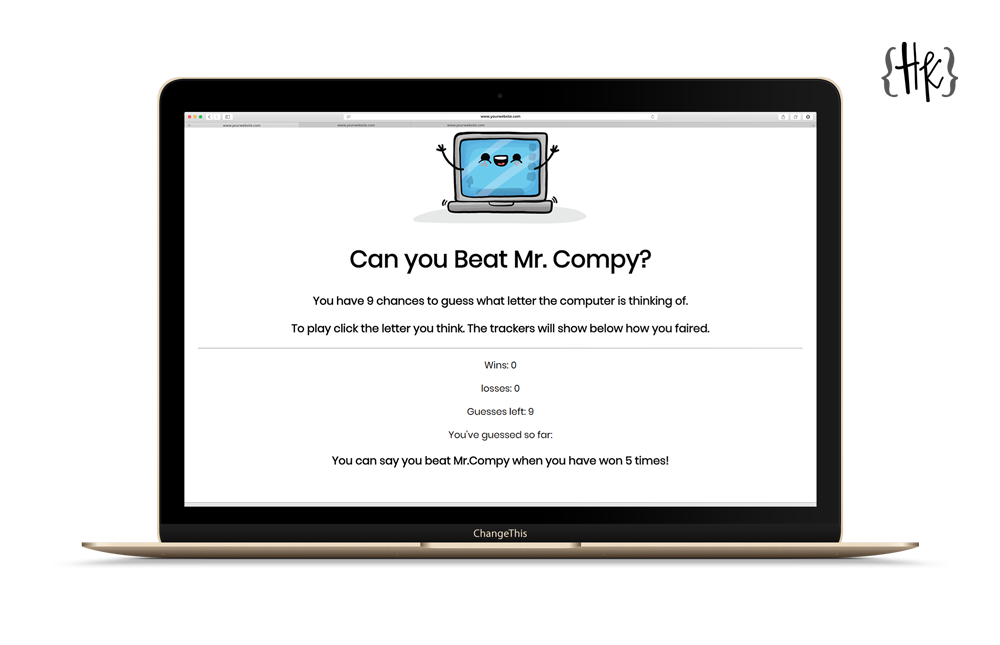 {HK}
www.yourwebsite.com
www.yourwebsite.com www.yourwebsite.com www.yourwebsite.com
Can you Beat Mr. Compy?
You have 9 chances to guess what letter the computer is thinking of.
To play click the letter you think. The trackers will show below how you faired.
Wins: 0
losses: 0
Guesses left: 9
You've guessed so far:
You can say you beat Mr.Compy when you have won 5 times!
ChangeThis